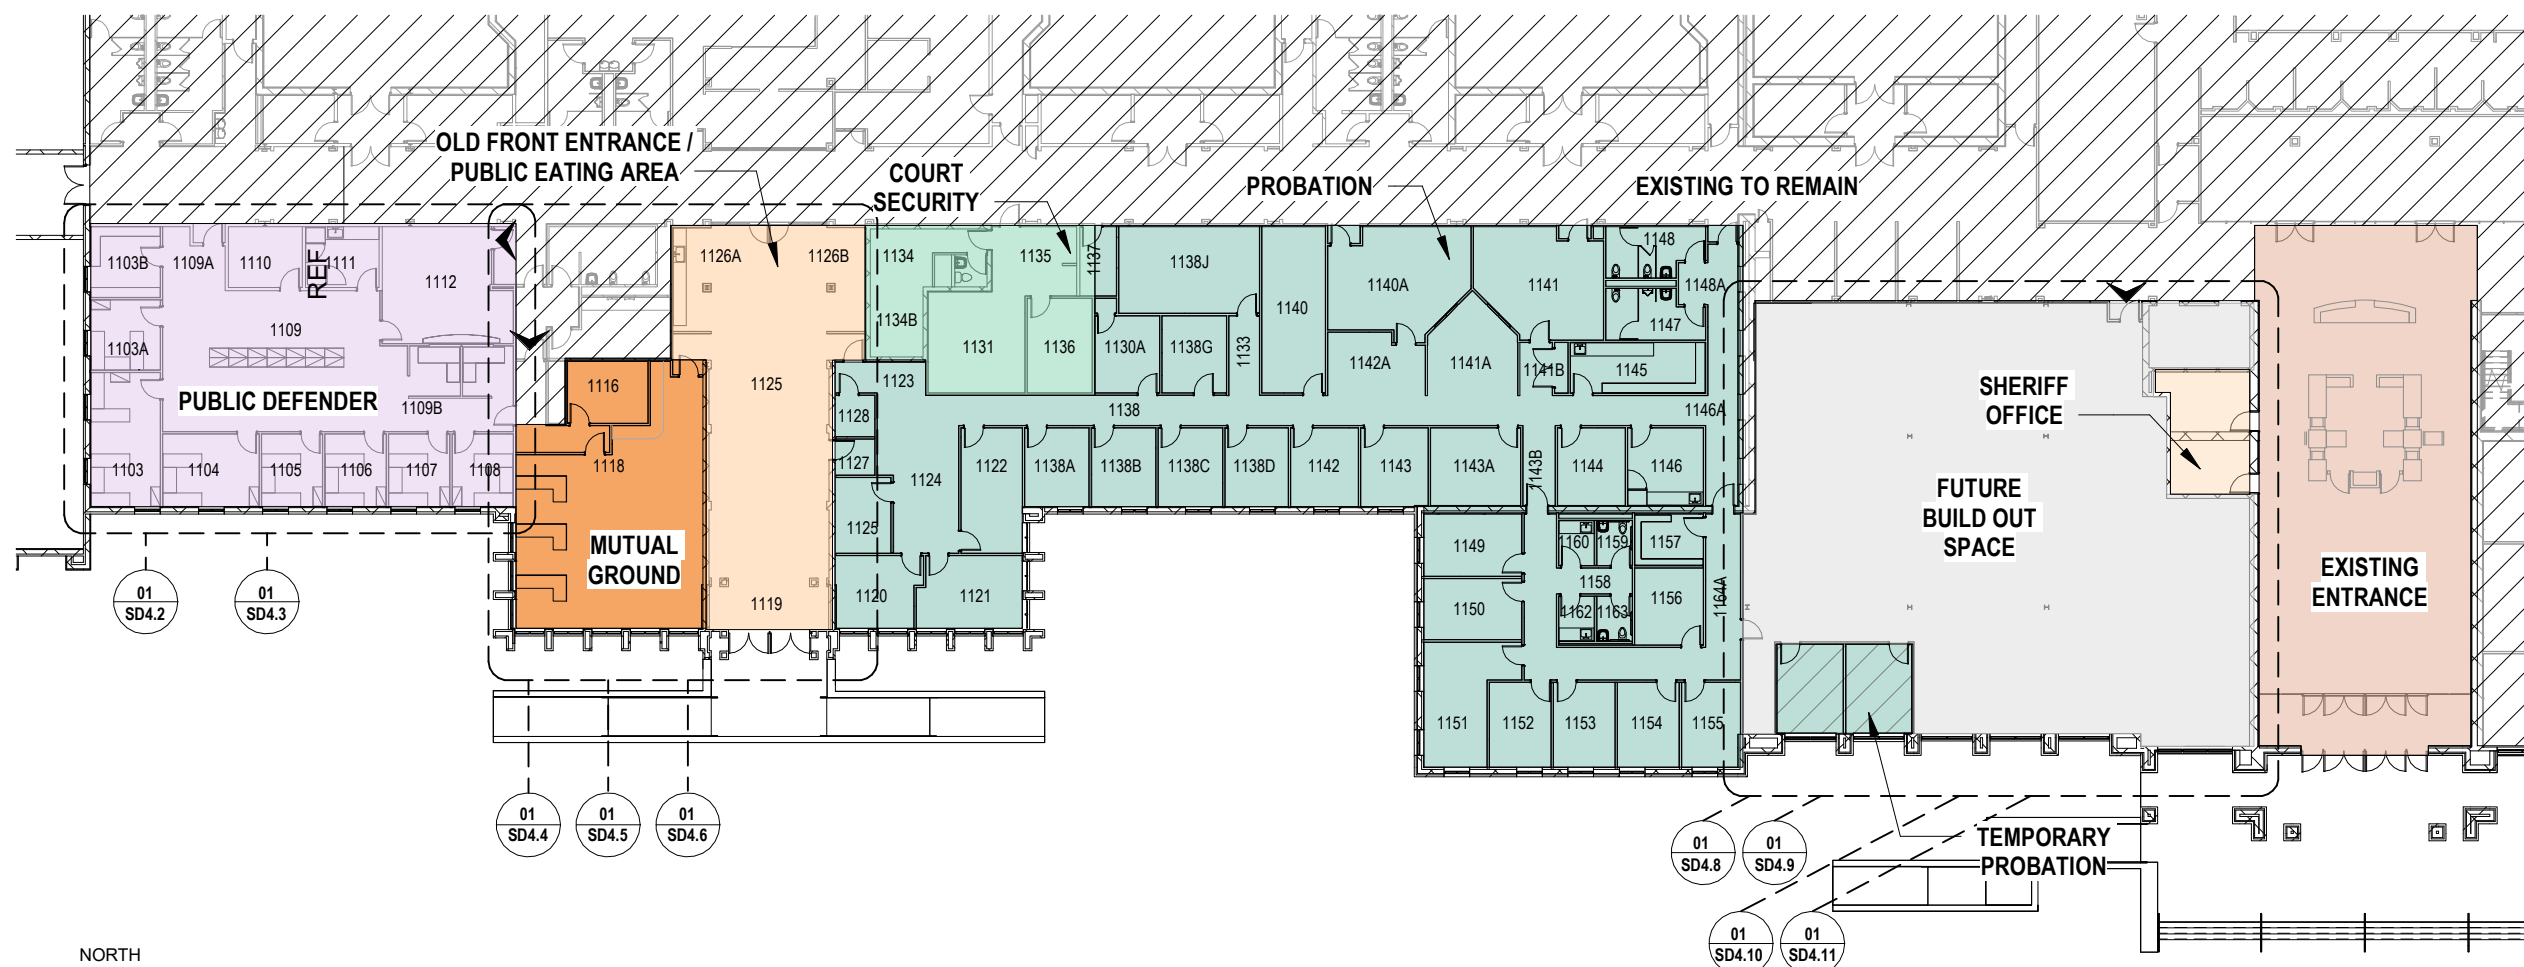 OLD FRONT ENTRANCE /
PUBLIC EATING AREA
COURT
SECURITY
PROBATION
EXISTING TO REMAIN
1103B
1109A
1110
REF
1111
1112
1126A
1126B
1134
1135
1137
1138J
1140A
1141
1148
1148A
1109
1103A
1134B
1131
1136
1130A
1138G
1133
1140
1142A
1141A
1141B
1147
1145
PUBLIC DEFENDER
1109B
1116
1125
1123
1128
1138
1146A
SHERIFF
OFFICE
1103
1104
1105
1106
1107
1108
1118
1127
1124
1122
1138A
1138B
1138C
1138D
1142
1143
1143A
1143B
1144
1146
FUTURE
BUILD OUT
SPACE
MUTUAL
GROUND
1125
1149
1160
1159
1157
1158
EXISTING
ENTRANCE
1119
1120
1121
1150
1162
1163
1156
1164A
01
SD4.2
01
SD4.3
1151
1152
1153
1154
1155
01
SD4.4
01
SD4.5
01
SD4.6
01
SD4.8
01
SD4.9
TEMPORARY
PROBATION
01
SD4.10
01
SD4.11
NORTH